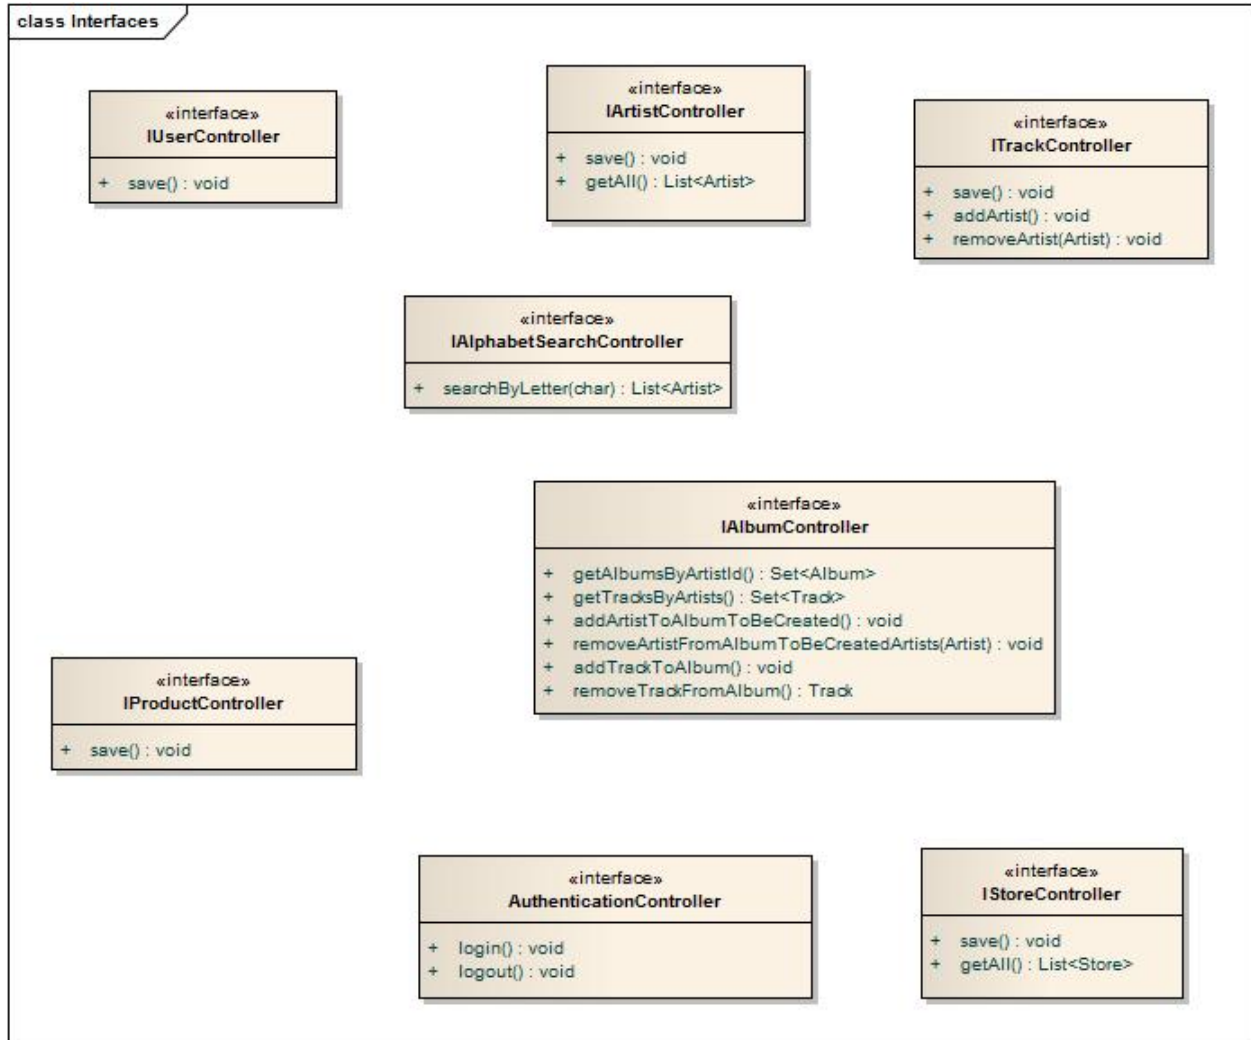 class Interfaces
«interface»
IUserController
+ save() : void
«interface»
IArtistController
+ save() : void
+ getAll() : List<Artist>
«interface»
ITrackController
+ save() : void
+ addArtist() : void
+ removeArtist(Artist) : void
«interface»
IAlphabetSearchController
+ searchByLetter(char) : List<Artist>
«interface»
IAlbumController
+ getAlbumsByArtistId() : Set<Album>
+ getTracksByArtists() : Set<Track>
+ addArtistToAlbumToBeCreated() : void
+ removeArtistFromAlbumToBeCreatedArtists(Artist) : void
+ addTrackToAlbum() : void
+ removeTrackFromAlbum() : Track
«interface»
IProductController
+ save() : void
«interface»
AuthenticationController
+ login() : void
+ logout() : void
«interface»
IStoreController
+ save() : void
+ getAll() : List<Store>